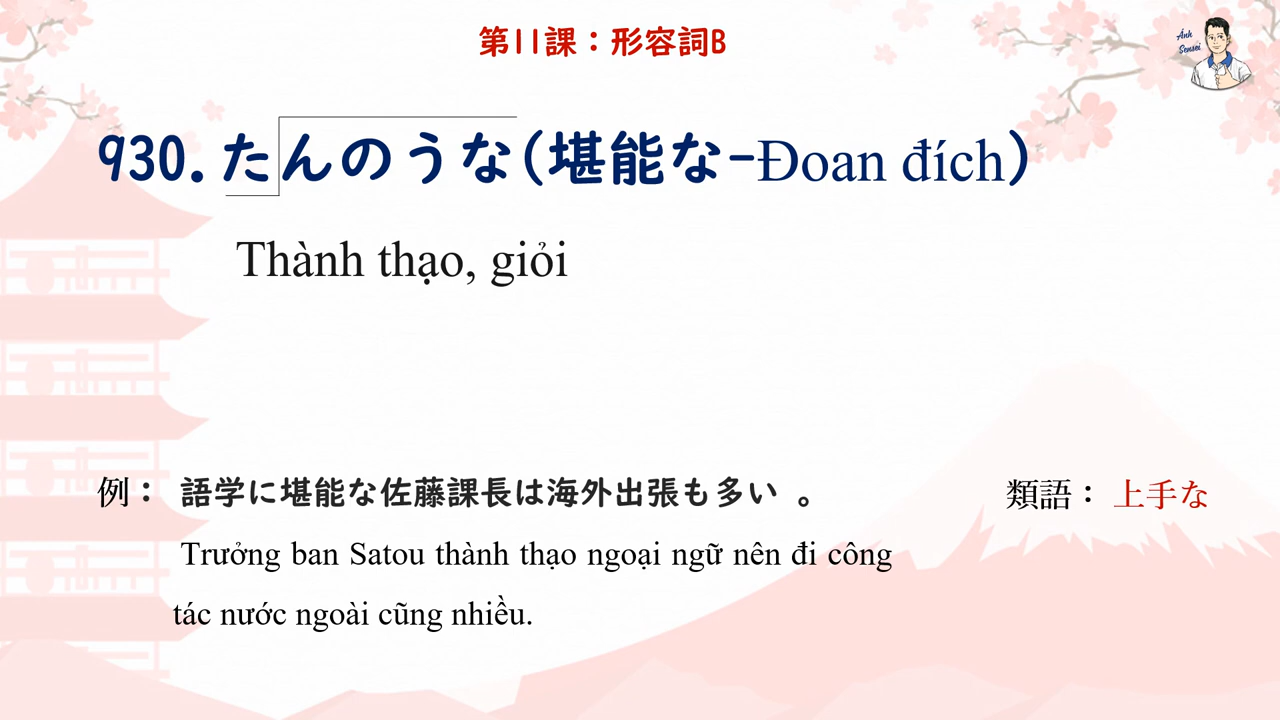 第11課：形容詞B
Ánh
Sensei
930.たんのうな(堪能な-Đoan đích)
Thành thạo, giỏi
例： 語学に堪能な佐藤課長は海外出張も多い 。
類語： 上手な
Trưởng ban Satou thành thạo ngoại ngữ nên đi công
tác nước ngoài cũng nhiều.